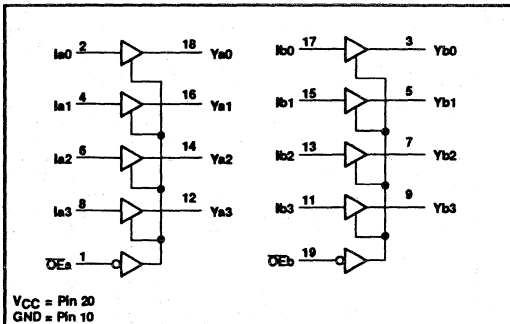 Ia0 2 18 Ya0
Ia1 4 16 Ya1
Ia2 6 14 Ya2
Ia3 8 12 Ya3
OEa 1
Ib0 17 3 Yb0
Ib1 15 5 Yb1
Ib2 13 7 Yb2
Ib3 11 9 Yb3
OEb 19
VCC = Pin 20
GND = Pin 10